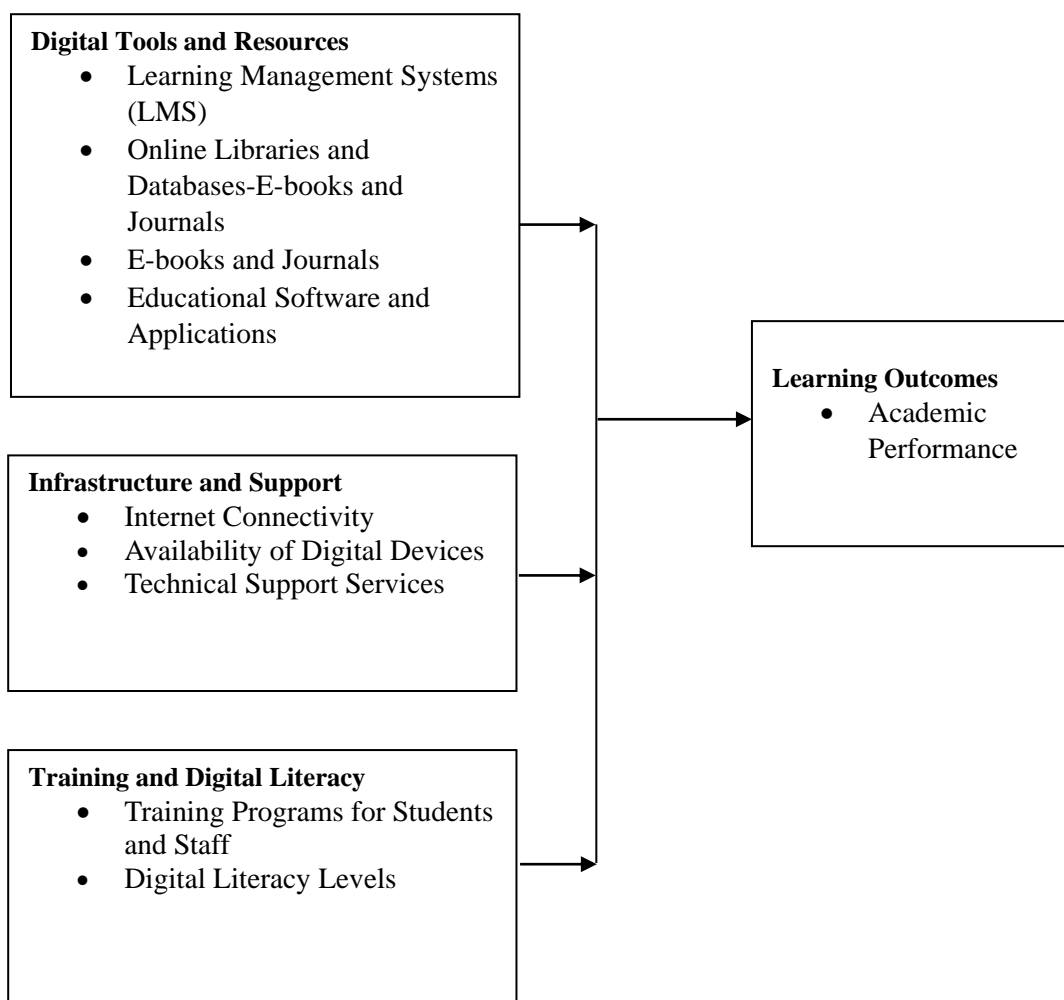 Digital Tools and Resources
• Learning Management Systems
(LMS)
• Online Libraries and
Databases-E-books and
Journals
• E-books and Journals
• Educational Software and
Applications
Infrastructure and Support
• Internet Connectivity
• Availability of Digital Devices
• Technical Support Services
Training and Digital Literacy
• Training Programs for Students
and Staff
• Digital Literacy Levels
Learning Outcomes
• Academic
Performance